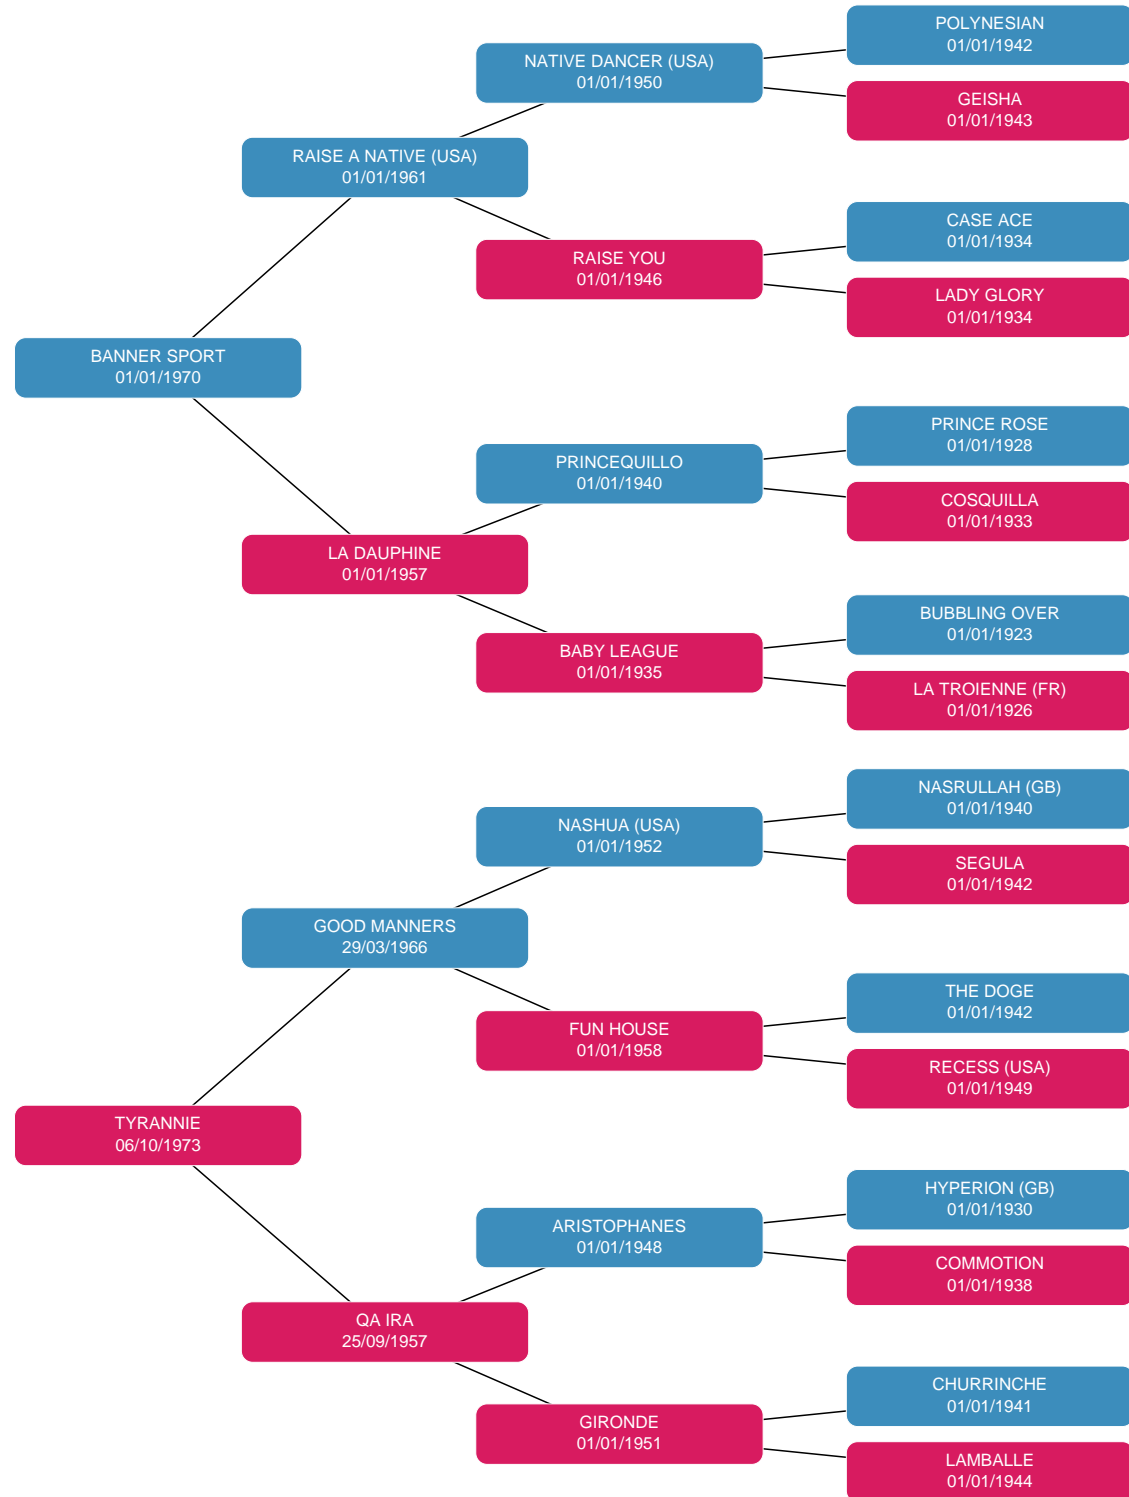 POLYNESIAN
01/01/1942
NATIVE DANCER (USA)
01/01/1950
GEISHA
01/01/1943
RAISE A NATIVE (USA)
01/01/1961
CASE ACE
01/01/1934
RAISE YOU
01/01/1946
LADY GLORY
01/01/1934
BANNER SPORT
01/01/1970
PRINCE ROSE
01/01/1928
PRINCEQUILLO
01/01/1940
COSQUILLA
01/01/1933
LA DAUPHINE
01/01/1957
BUBBLING OVER
01/01/1923
BABY LEAGUE
01/01/1935
LA TROIENNE (FR)
01/01/1926
NASRULLAH (GB)
01/01/1940
NASHUA (USA)
01/01/1952
SEGULA
01/01/1942
GOOD MANNERS
29/03/1966
THE DOGE
01/01/1942
FUN HOUSE
01/01/1958
RECESS (USA)
01/01/1949
TYRANNIE
06/10/1973
HYPERION (GB)
01/01/1930
ARISTOPHANES
01/01/1948
COMMOTION
01/01/1938
QA IRA
25/09/1957
CHURRINCHE
01/01/1941
GIRONDE
01/01/1951
LAMBALLE
01/01/1944